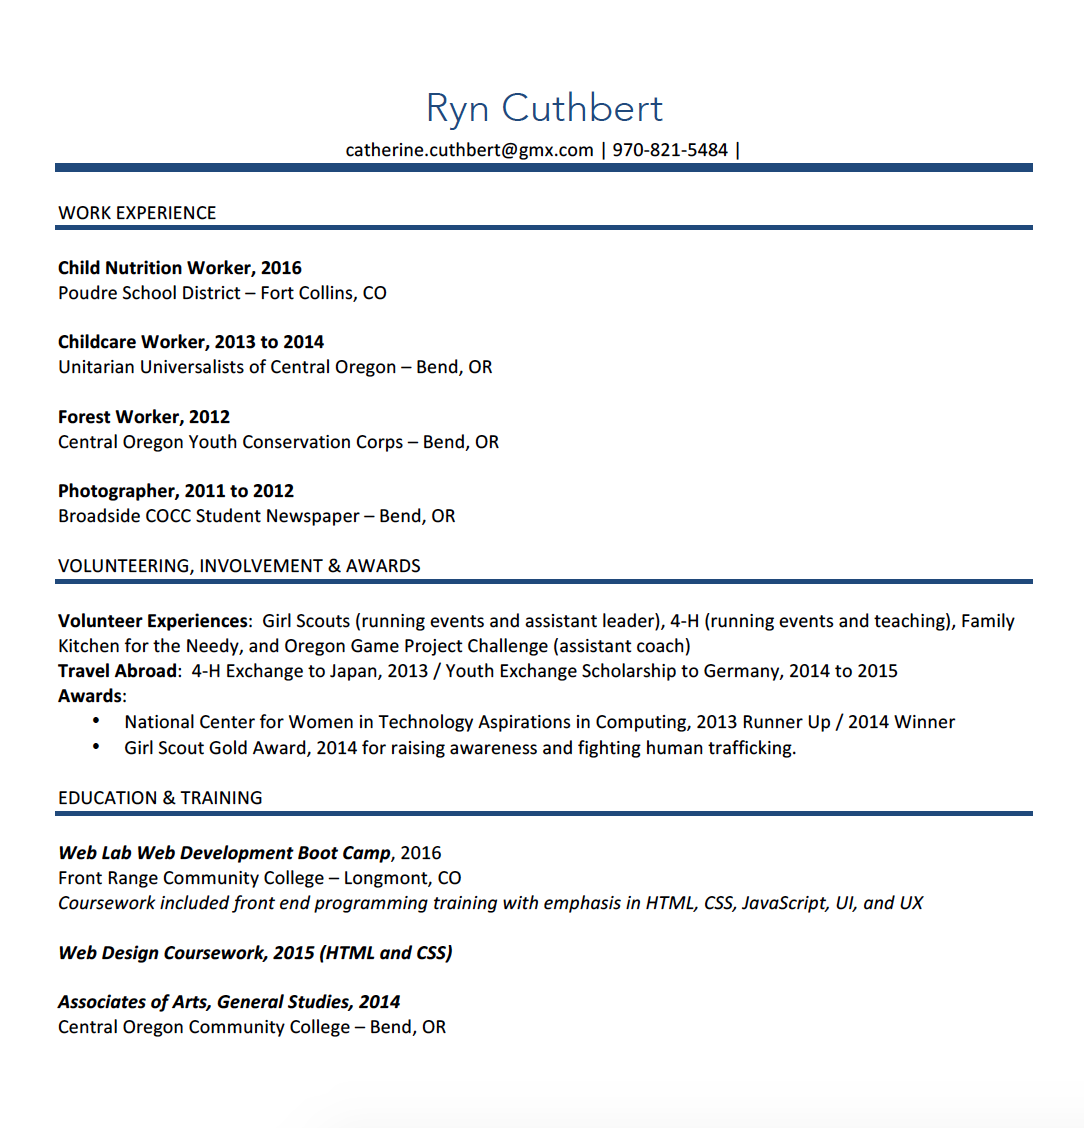 Ryn Cuthbert
catherine.cuthbert@gmx.com | 970-821-5484 |
WORK EXPERIENCE
Child Nutrition Worker, 2016
Poudre School District – Fort Collins, CO
Childcare Worker, 2013 to 2014
Unitarian Universalists of Central Oregon – Bend, OR
Forest Worker, 2012
Central Oregon Youth Conservation Corps – Bend, OR
Photographer, 2011 to 2012
Broadside COCC Student Newspaper – Bend, OR
VOLUNTEERING, INVOLVEMENT & AWARDS
Volunteer Experiences:  Girl Scouts (running events and assistant leader), 4-H (running events and teaching), Family
Kitchen for the Needy, and Oregon Game Project Challenge (assistant coach)
Travel Abroad:  4-H Exchange to Japan, 2013 / Youth Exchange Scholarship to Germany, 2014 to 2015
Awards:
• National Center for Women in Technology Aspirations in Computing, 2013 Runner Up / 2014 Winner
• Girl Scout Gold Award, 2014 for raising awareness and fighting human trafficking.
EDUCATION & TRAINING
Web Lab Web Development Boot Camp, 2016
Front Range Community College – Longmont, CO
Coursework included front end programming training with emphasis in HTML, CSS, JavaScript, UI, and UX
Web Design Coursework, 2015 (HTML and CSS)
Associates of Arts, General Studies, 2014
Central Oregon Community College – Bend, OR